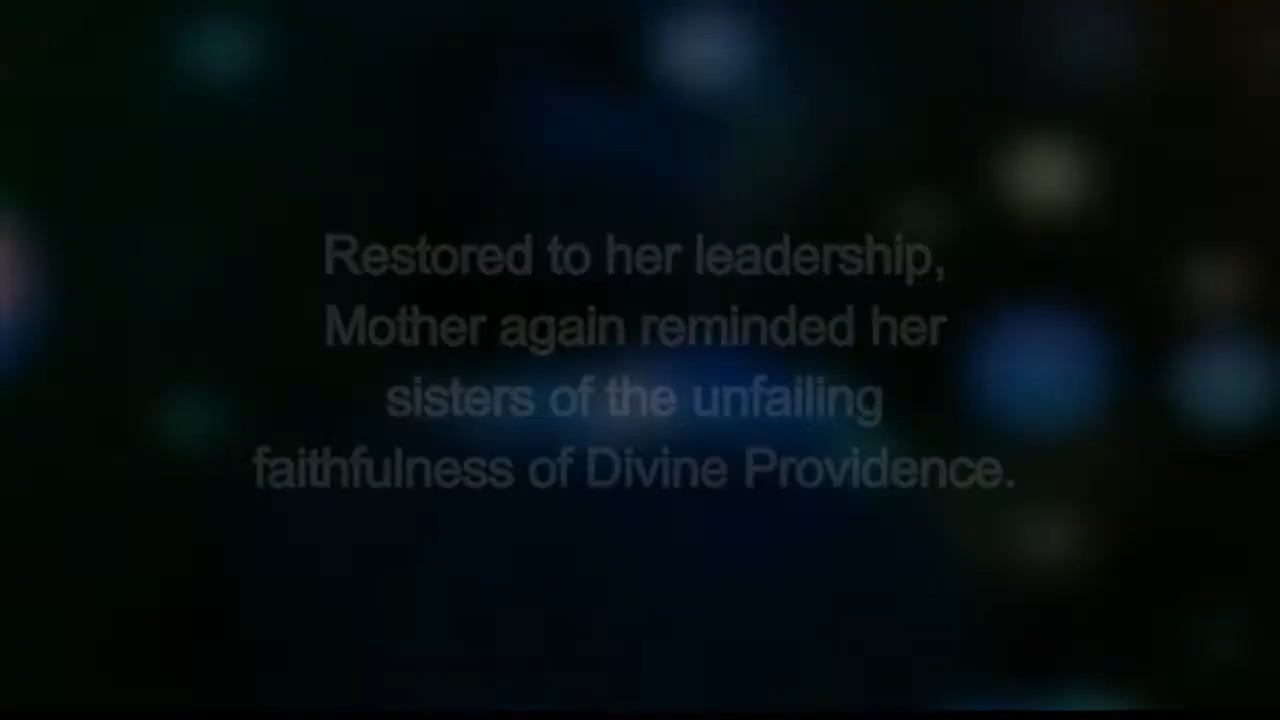 Restored to her leadership,
Mother again reminded her
sisters of the unfailing
faithfulness of Divine Providence.